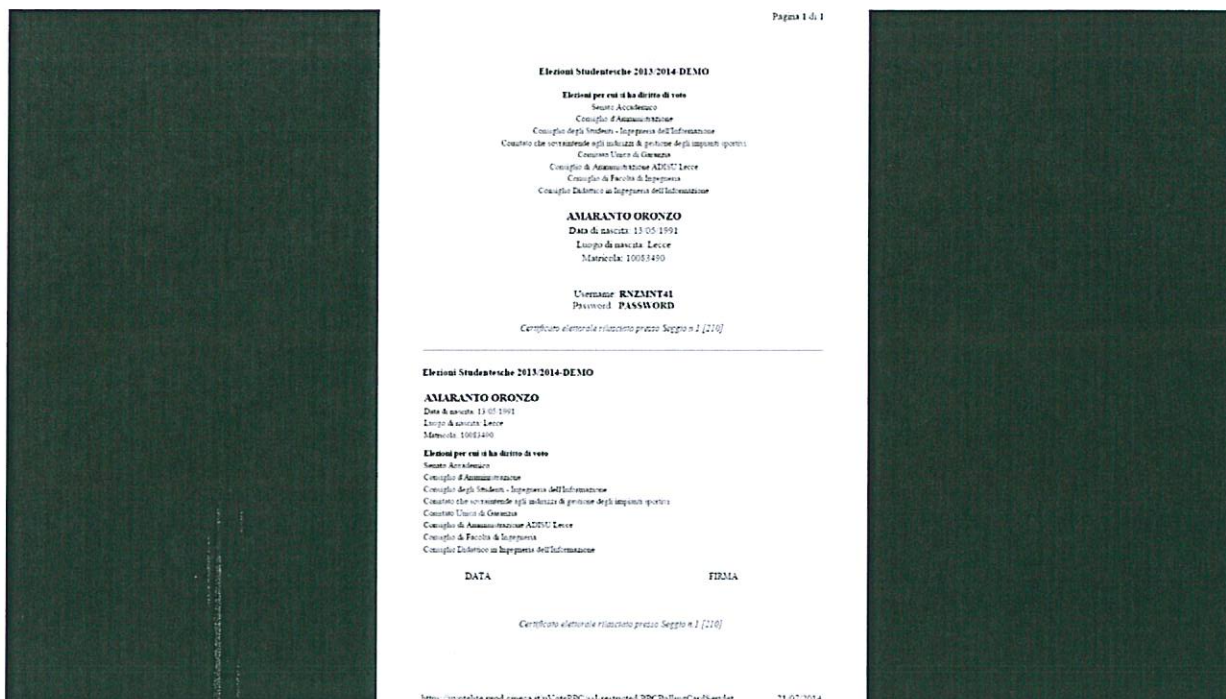 Pagina 1 di 1
Elezioni Studentesche 2013/2014-DEMO
Elezioni per cui si ha diritto di voto
Senato Accademico
Consiglio d'Amministrazione
Consiglio degli Studenti - Ingegneria dell'Informazione
Comitato che sovraintende agli indirizzi di gestione degli impianti sportivi
Comitato Unico di Garanzia
Consiglio di Amministrazione ADISU Lecce
Consiglio di Facoltà di Ingegneria
Consiglio Didattico in Ingegneria dell'Informazione
AMARANTO ORONZO
Data di nascita: 13/05/1991
Luogo di nascita: Lecce
Matricola: 10083490
Username: RNZMNT41
Password: PASSWORD
Certificato elettorale rilasciato presso Seggio n.1 [210]
Elezioni Studentesche 2013/2014-DEMO
AMARANTO ORONZO
Data di nascita: 13/05/1991
Luogo di nascita: Lecce
Matricola: 10083490
Elezioni per cui si ha diritto di voto
Senato Accademico
Consiglio d'Amministrazione
Consiglio degli Studenti - Ingegneria dell'Informazione
Comitato che sovraintende agli indirizzi di gestione degli impianti sportivi
Comitato Unico di Garanzia
Consiglio di Amministrazione ADISU Lecce
Consiglio di Facoltà di Ingegneria
Consiglio Didattico in Ingegneria dell'Informazione
DATA FIRMA
Certificato elettorale rilasciato presso Seggio n.1 [210]